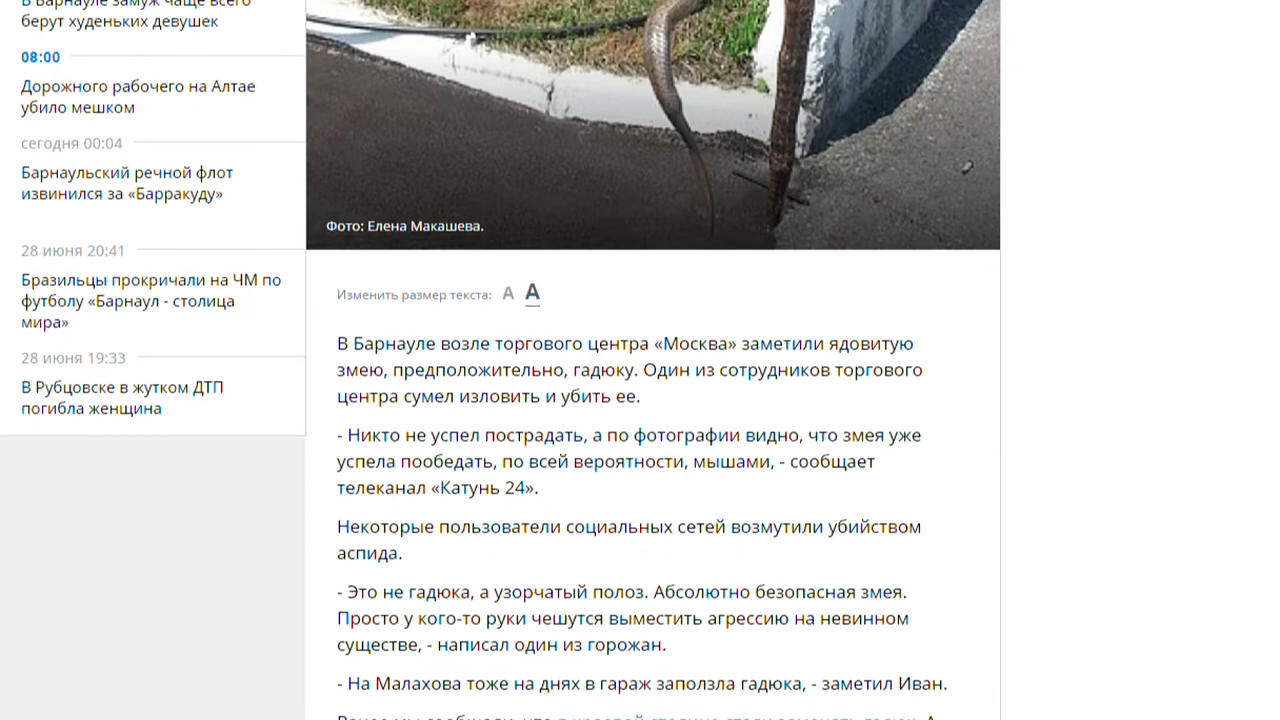 В Барнауле замуж чаще всего
берут худеньких девушек
08:00
Дорожного рабочего на Алтае
убило мешком
сегодня 00:04
Барнаульский речной флот
извинился за «Барракуду»
28 июня 20:41
Бразильцы прокричали на ЧМ по
футболу «Барнаул - столица
мира»
28 июня 19:33
В Рубцовске в жутком ДТП
погибла женщина
Фото: Елена Макашева.
Изменить размер текста: А А
В Барнауле возле торгового центра «Москва» заметили ядовитую
змею, предположительно, гадюку. Один из сотрудников торгового
центра сумел изловить и убить ее.
- Никто не успел пострадать, а по фотографии видно, что змея уже
успела пообедать, по всей вероятности, мышами, - сообщает
телеканал «Катунь 24».
Некоторые пользователи социальных сетей возмутили убийством
аспида.
- Это не гадюка, а узорчатый полоз. Абсолютно безопасная змея.
Просто у кого-то руки чешутся выместить агрессию на невинном
существе, - написал один из горожан.
- На Малахова тоже на днях в гараж заползла гадюка, - заметил Иван.